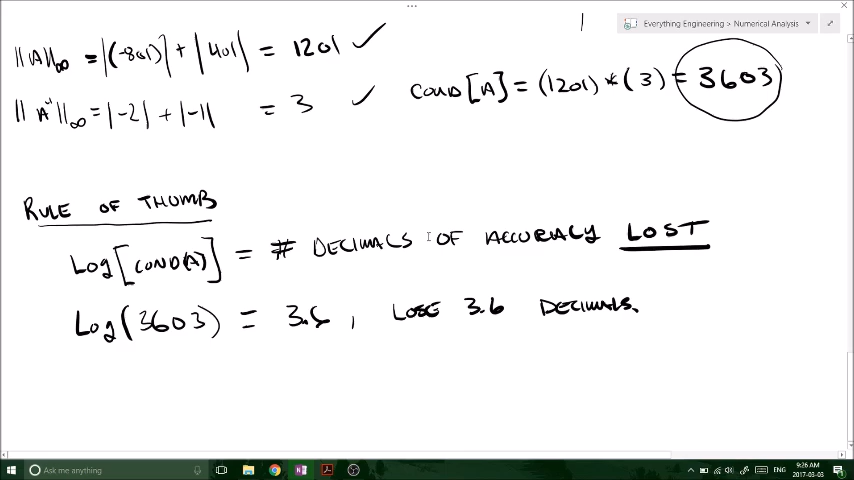 Everything Engineering > Numerical Analysis
||A||∞ = |(-801)| + |401| = 1201 ✓
COND[A] = (1201) * (3) = 3603
||A⁻¹||∞ = |-2| + |-1| = 3 ✓
RULE OF THUMB
Log[COND(A)] = # DECIMALS OF ACCURACY LOST
Log(3603) = 3.6, LOSE 3.6 DECIMALS.
Ask me anything
ENG
9:26 AM
2017-03-03